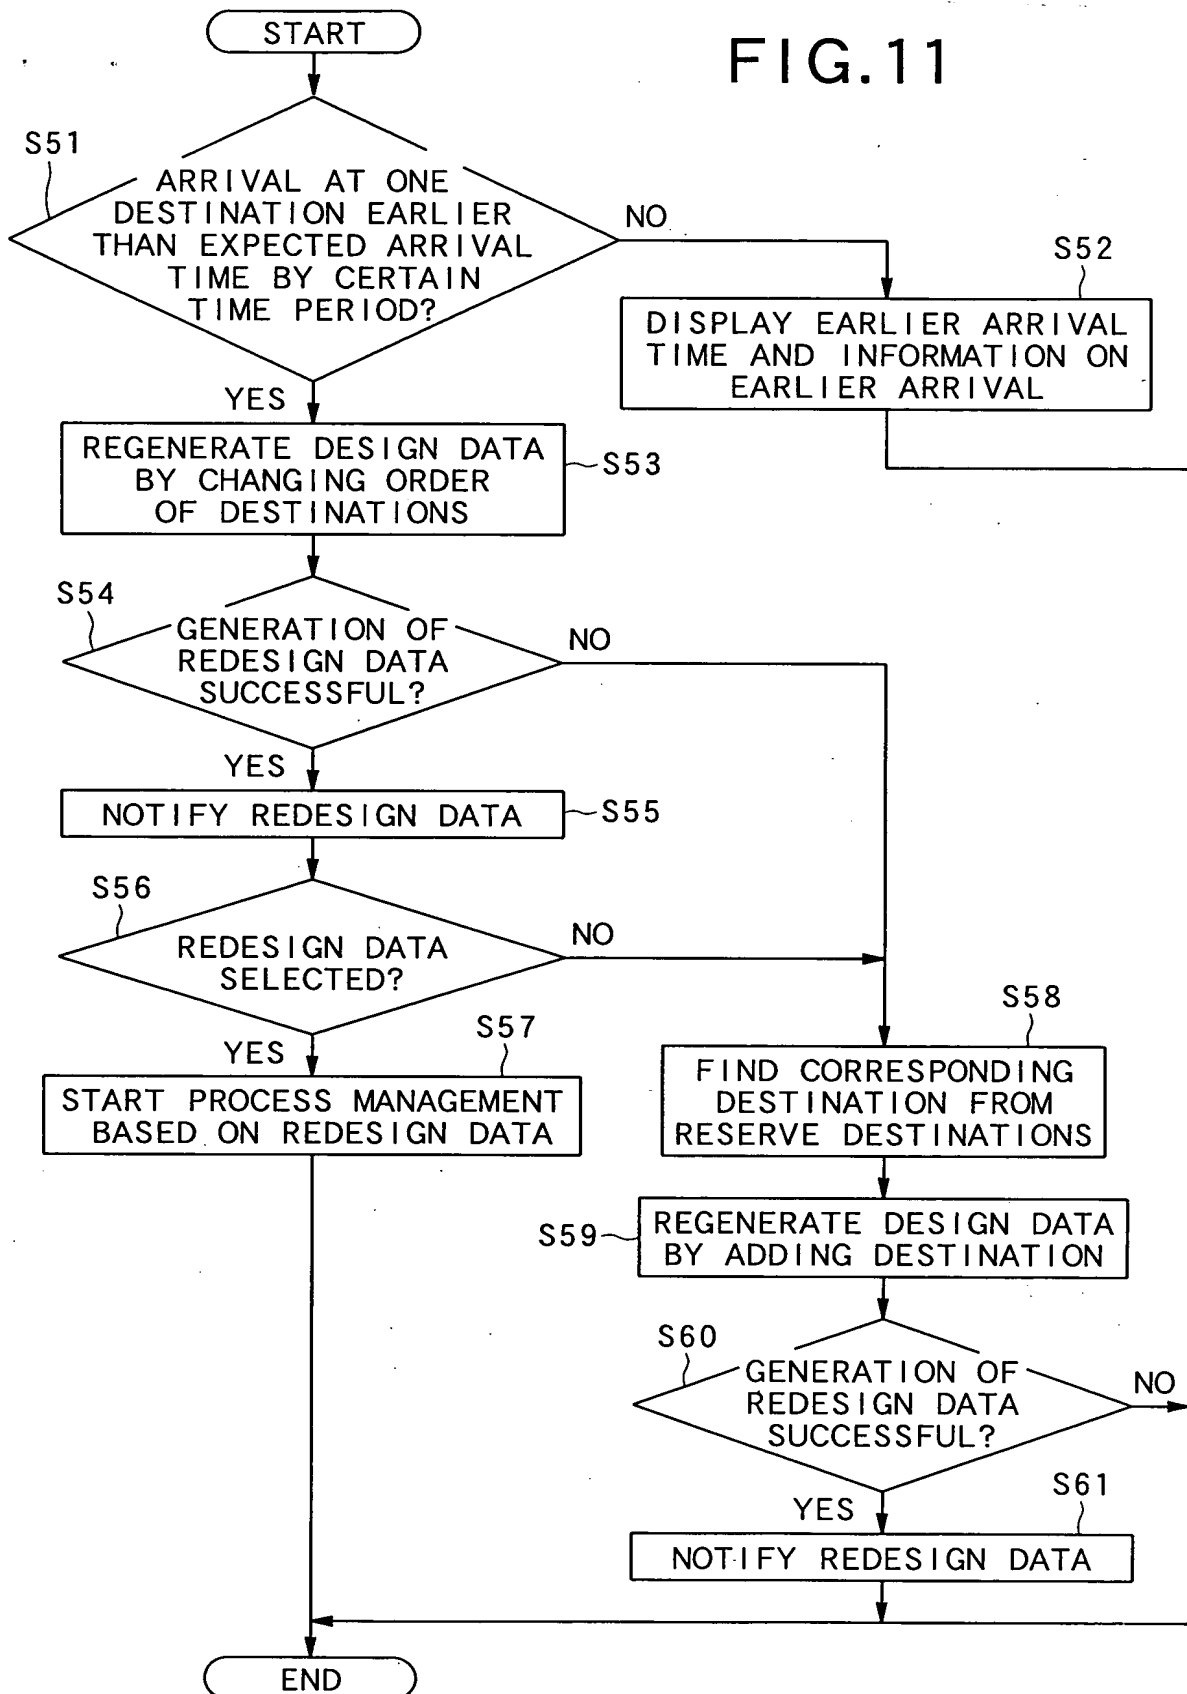 START
FIG.11
S51
ARRIVAL AT ONE
DESTINATION EARLIER
THAN EXPECTED ARRIVAL
TIME BY CERTAIN
TIME PERIOD?
NO
S52
DISPLAY EARLIER ARRIVAL
TIME AND INFORMATION ON
EARLIER ARRIVAL
YES
REGENERATE DESIGN DATA
BY CHANGING ORDER
OF DESTINATIONS
S53
S54
GENERATION OF
REDESIGN DATA
SUCCESSFUL?
NO
YES
NOTIFY REDESIGN DATA
S55
S56
REDESIGN DATA
SELECTED?
NO
YES
S57
START PROCESS MANAGEMENT
BASED ON REDESIGN DATA
S58
FIND CORRESPONDING
DESTINATION FROM
RESERVE DESTINATIONS
S59
REGENERATE DESIGN DATA
BY ADDING DESTINATION
S60
GENERATION OF
REDESIGN DATA
SUCCESSFUL?
NO
YES
S61
NOTIFY REDESIGN DATA
END